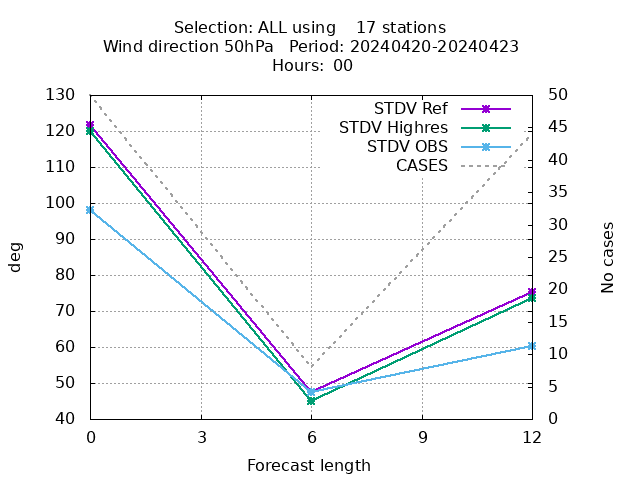 Selection: ALL using    17 stations
Wind direction 50hPa   Period: 20240420-20240423
Hours:  00
130
120
110
100
90
80
70
60
50
40
50
45
40
35
30
25
20
15
10
5
0
STDV Ref
STDV Highres
STDV OBS
CASES
deg
No cases
0
3
6
9
12
Forecast length